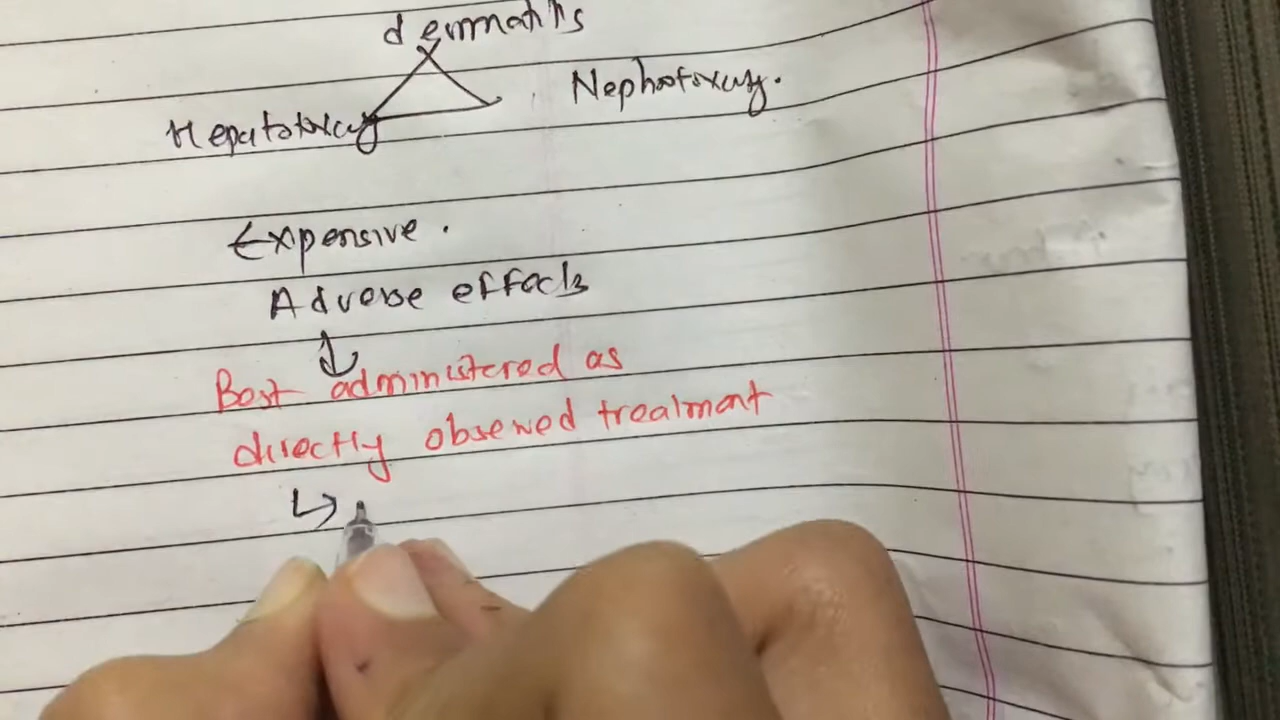 dermatitis
Nephrotoxicity.
Hepatotoxicity
Expensive.
Adverse effects
Best administered as
directly observed treatment